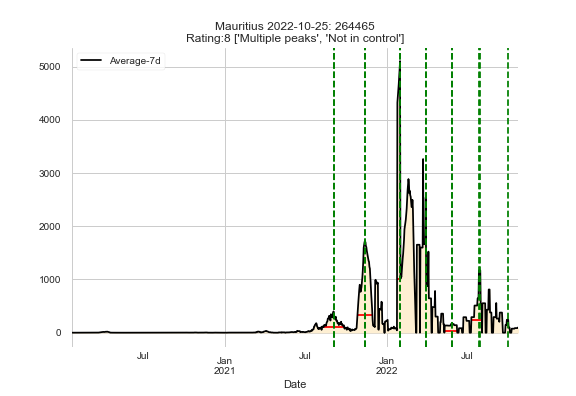 Mauritius 2022-10-25: 264465
Rating:8 ['Multiple peaks', 'Not in control']
Average-7d
5000
4000
3000
2000
1000
0
Jul
Jan
2021
Jul
Jan
2022
Jul
Date